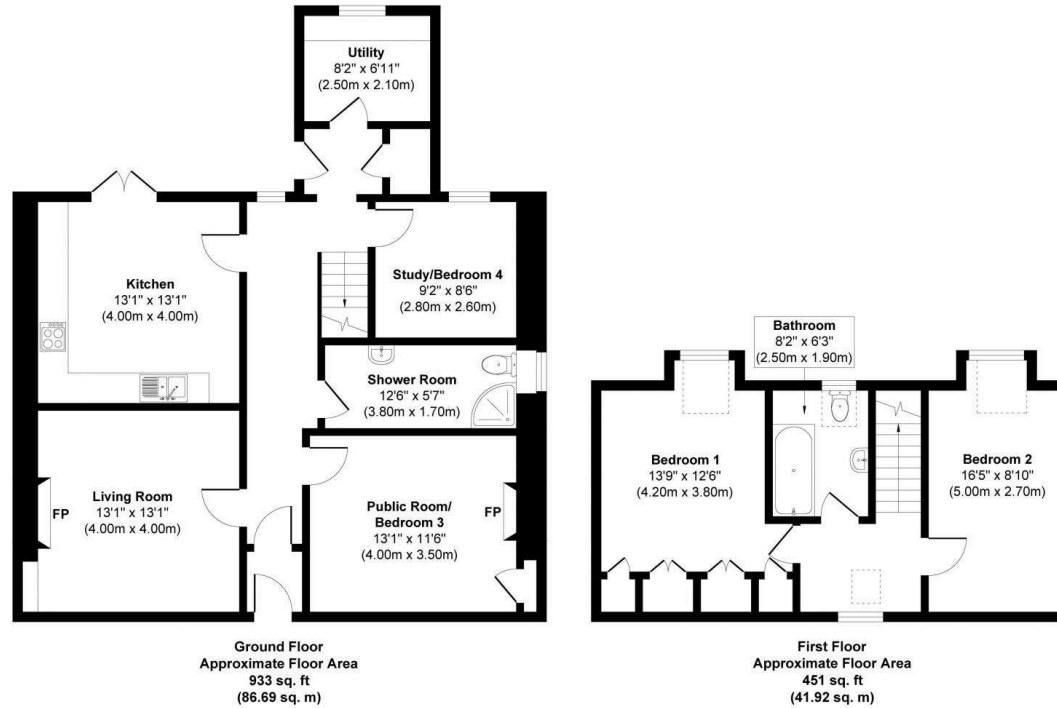 Utility
8'2" x 6'11"
(2.50m x 2.10m)
Kitchen
13'1" x 13'1"
(4.00m x 4.00m)
Study/Bedroom 4
9'2" x 8'6"
(2.80m x 2.60m)
Shower Room
12'6" x 5'7"
(3.80m x 1.70m)
FP
Living Room
13'1" x 13'1"
(4.00m x 4.00m)
Public Room/
Bedroom 3
13'1" x 11'6"
(4.00m x 3.50m)
FP
Ground Floor
Approximate Floor Area
933 sq. ft
(86.69 sq. m)
Bathroom
8'2" x 6'3"
(2.50m x 1.90m)
Bedroom 1
13'9" x 12'6"
(4.20m x 3.80m)
Bedroom 2
16'5" x 8'10"
(5.00m x 2.70m)
First Floor
Approximate Floor Area
451 sq. ft
(41.92 sq. m)